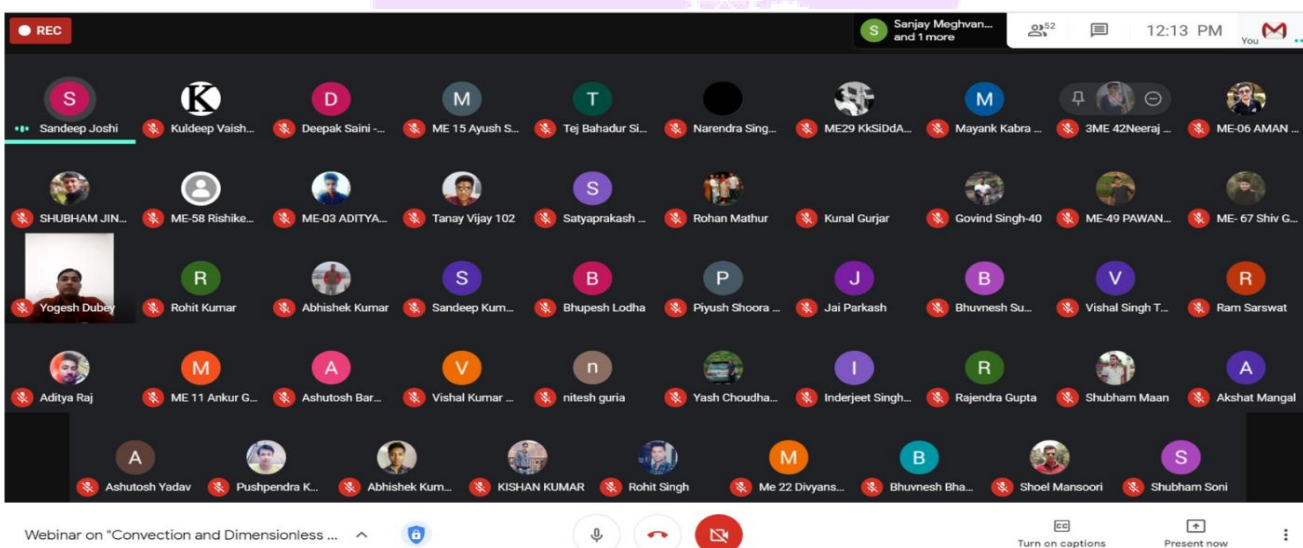 REC
S Sanjay Meghvan... and 1 more
52
12:13 PM
You
S K D M T M
Sandeep Joshi Kuldeep Vaish... Deepak Saini -... ME 15 Ayush S... Tej Bahadur Si... Narendra Sing... ME29 KkSiDdA... Mayank Kabra ... 3ME 42Neeraj ... ME-06 AMAN ...
S
SHUBHAM JIN... ME-58 Rishike... ME-03 ADITYA... Tanay Vijay 102 Satyaprakash ... Rohan Mathur Kunal Gurjar Govind Singh-40 ME-49 PAWAN... ME- 67 Shiv G...
R S B P J B V R
Yogesh Dubey Rohit Kumar Abhishek Kumar Sandeep Kum... Bhupesh Lodha Piyush Shoora ... Jai Parkash Bhuvnesh Su... Vishal Singh T... Ram Sarswat
M A V n I R A
Aditya Raj ME 11 Ankur G... Ashutosh Bar... Vishal Kumar ... nitesh guria Yash Choudha... Inderjeet Singh... Rajendra Gupta Shubham Maan Akshat Mangal
A M B S
Ashutosh Yadav Pushpendra K... Abhishek Kum... KISHAN KUMAR Rohit Singh Me 22 Divyans... Bhuvnesh Bha... Shoel Mansoori Shubham Soni
Webinar on "Convection and Dimensionless ...
CC
Turn on captions Present now